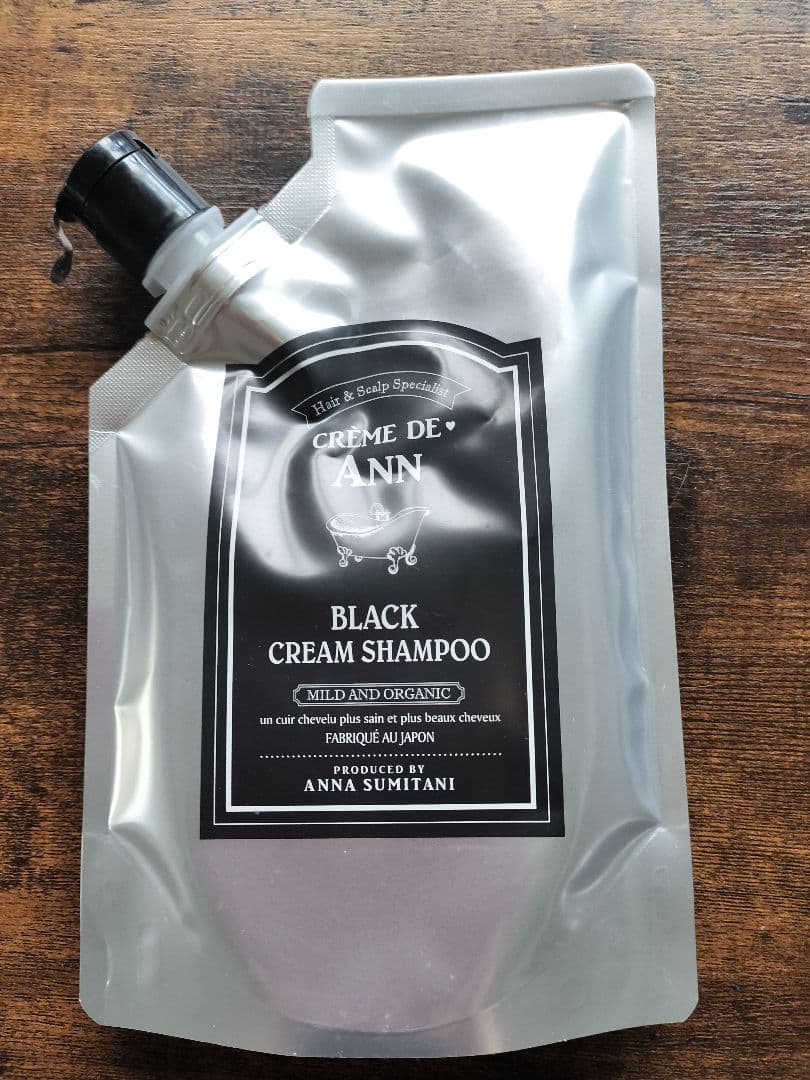 Hair & Scalp Specialist
CRÈME DE♥
ANN
BLACK
CREAM SHAMPOO
MILD AND ORGANIC
un cuir chevelu plus sain et plus beaux cheveux
FABRIQUÉ AU JAPON
PRODUCED BY
ANNA SUMITANI